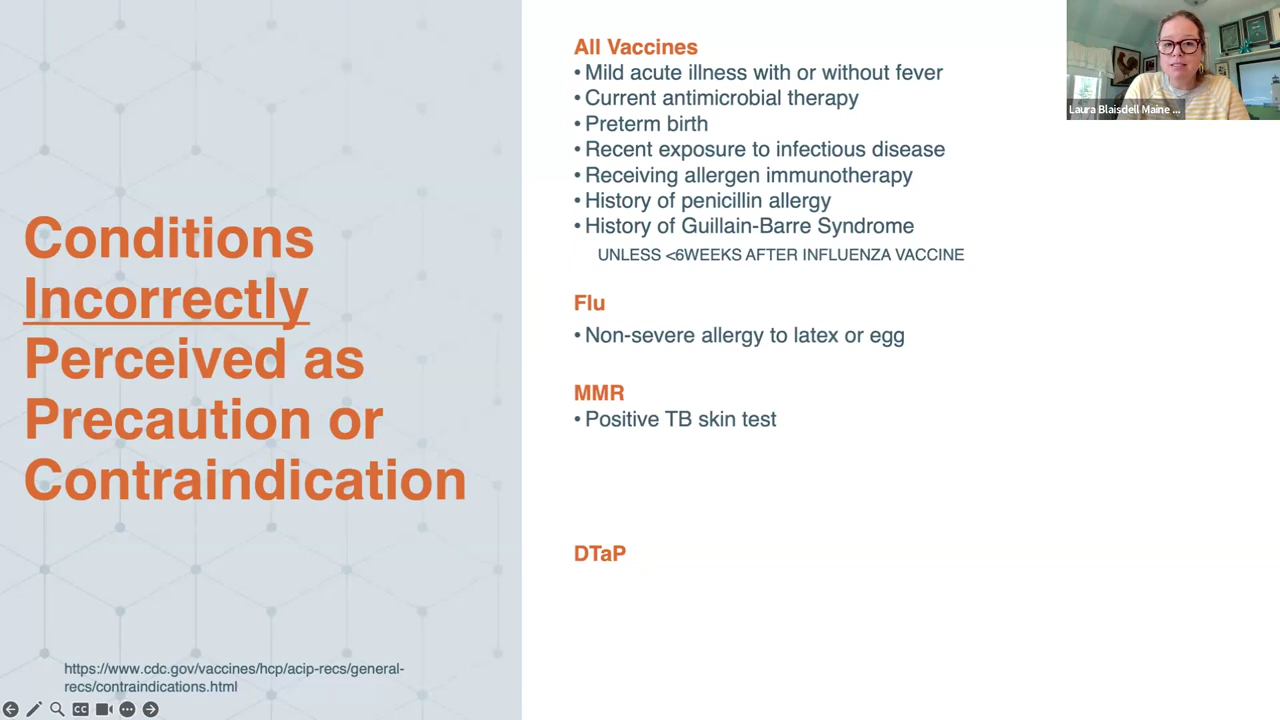 Conditions
Incorrectly
Perceived as
Precaution or
Contraindication
https://www.cdc.gov/vaccines/hcp/acip-recs/general-
recs/contraindications.html
All Vaccines
• Mild acute illness with or without fever
• Current antimicrobial therapy
• Preterm birth
• Recent exposure to infectious disease
• Receiving allergen immunotherapy
• History of penicillin allergy
• History of Guillain-Barre Syndrome
UNLESS <6WEEKS AFTER INFLUENZA VACCINE
Flu
• Non-severe allergy to latex or egg
MMR
• Positive TB skin test
DTaP
Laura Blaisdell Maine ...
CC